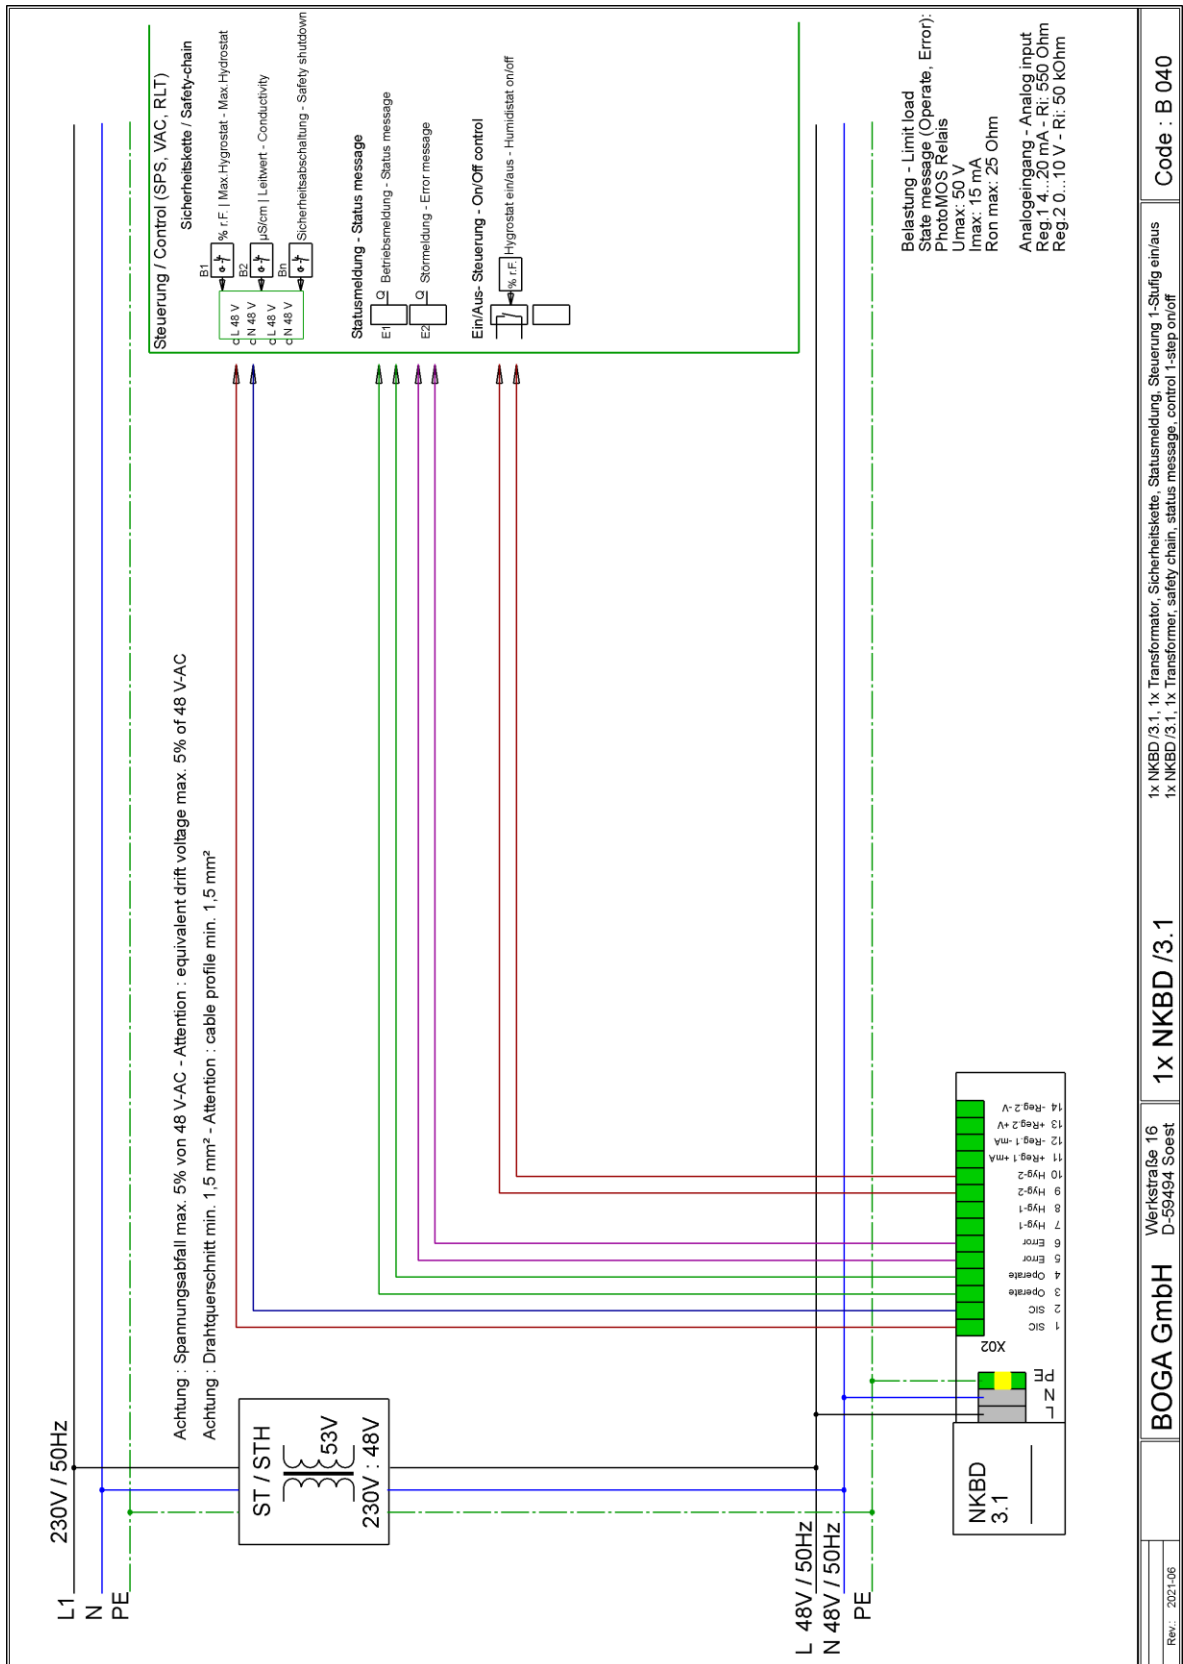 L1
230V / 50Hz
N
PE
Achtung : Spannungsabfall max. 5% von 48 V-AC - Attention : equivalent drift voltage max. 5% of 48 V-AC
Achtung : Drahtquerschnitt min. 1,5 mm² - Attention : cable profile min. 1,5 mm²
ST / STH
53V
230V : 48V
Steuerung / Control (SPS, VAC, RLT)
Sicherheitskette / Safety-chain
B1
% r.F. | Max.Hygrostat - Max.Hydrostat
B2
µS/cm | Leitwert - Conductivity
Bn
Sicherheitsabschaltung - Safety shutdown
L 48 V
N 48 V
L 48 V
N 48 V
Statusmeldung - Status message
E1
Q
Betriebsmeldung - Status message
E2
Q
Störmeldung - Error message
Ein/Aus- Steuerung - On/Off control
% r.F.
Hygrostat ein/aus - Humidistat on/off
L 48V / 50Hz
N 48V / 50Hz
PE
NKBD
3.1
L
N
PE
X02
1 SIC
2 SIC
3 Operate
4 Operate
5 Error
6 Error
7 Hyg-1
8 Hyg-1
9 Hyg-2
10 Hyg-2
11 +Reg.1 +mA
12 -Reg.1 -mA
13 +Reg.2 +V
14 -Reg.2 -V
Belastung - Limit load
State message (Operate, Error):
PhotoMOS Relais
Umax: 50 V
Imax: 15 mA
Ron max: 25 Ohm
Analogeingang - Analog input
Reg.1 4...20 mA - Ri: 550 Ohm
Reg.2 0...10 V - Ri: 50 kOhm
Rev.: 2021-06
BOGA GmbH
Werkstraße 16
D-59494 Soest
1x NKBD /3.1
1x NKBD /3.1, 1x Transformator, Sicherheitskette, Statusmeldung, Steuerung 1-Stufig ein/aus
1x NKBD /3.1, 1x Transformer, safety chain, status message, control 1-step on/off
Code : B 040